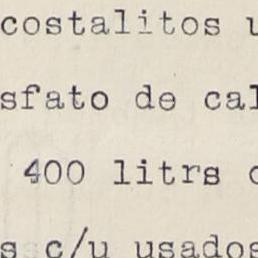 costalitos u
sfato de cal
400 litrs
s c/u usados